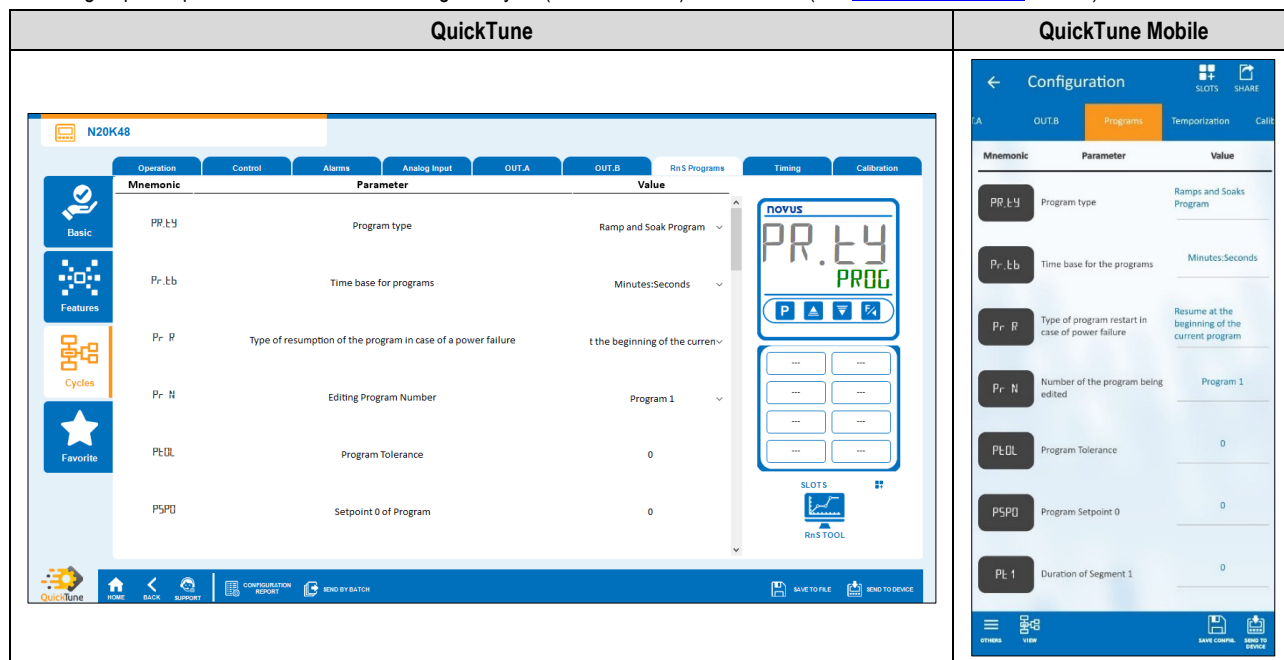 QuickTune
QuickTune Mobile
N20K48
Operation Control Alarms Analog Input OUT.A OUT.B RnS Programs Timing Calibration
Mnemonic Parameter Value
Basic
Features
Cycles
Favorite
PR.tY Program type Ramp and Soak Program
Pr.tb Time base for programs Minutes:Seconds
Pr R Type of resumption of the program in case of a power failure t the beginning of the curren
Pr N Editing Program Number Program 1
PtOL Program Tolerance 0
PSP0 Setpoint 0 of Program 0
novus
PR.tY
PROG
P F/
--- ---
--- ---
--- ---
--- ---
SLOTS
RnS TOOL
QuickTune HOME BACK SUPPORT CONFIGURATION REPORT SEND BY BATCH SAVE TO FILE SEND TO DEVICE
Configuration SLOTS SHARE
T.A OUT.B Programs Temporization Calib
Mnemonic Parameter Value
PR.tY Program type Ramps and Soaks
Program
Pr.tb Time base for the programs Minutes:Seconds
Pr R Type of program restart in
case of power failure
Resume at the
beginning of the
current program
Pr N Number of the program being
edited
Program 1
PtOL Program Tolerance 0
PSP0 Program Setpoint 0 0
Pt 1 Duration of Segment 1 0
OTHERS VIEW SAVE CONFIG. SEND TO
DEVICE